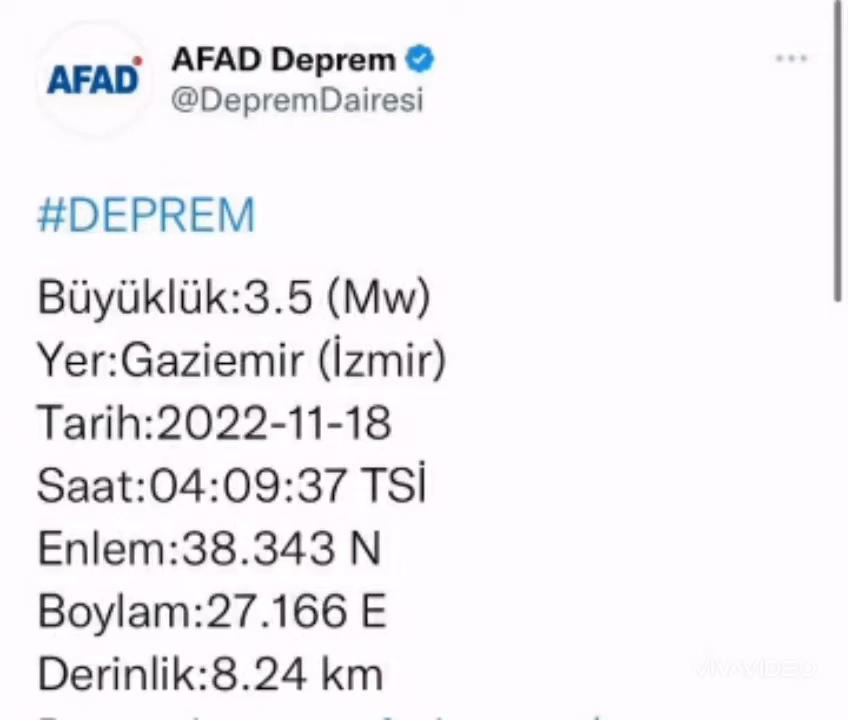 AFAD
AFAD Deprem
@DepremDairesi
#DEPREM
Büyüklük:3.5 (Mw)
Yer:Gaziemir (İzmir)
Tarih:2022-11-18
Saat:04:09:37 TSİ
Enlem:38.343 N
Boylam:27.166 E
Derinlik:8.24 km
VIVAVIDEO